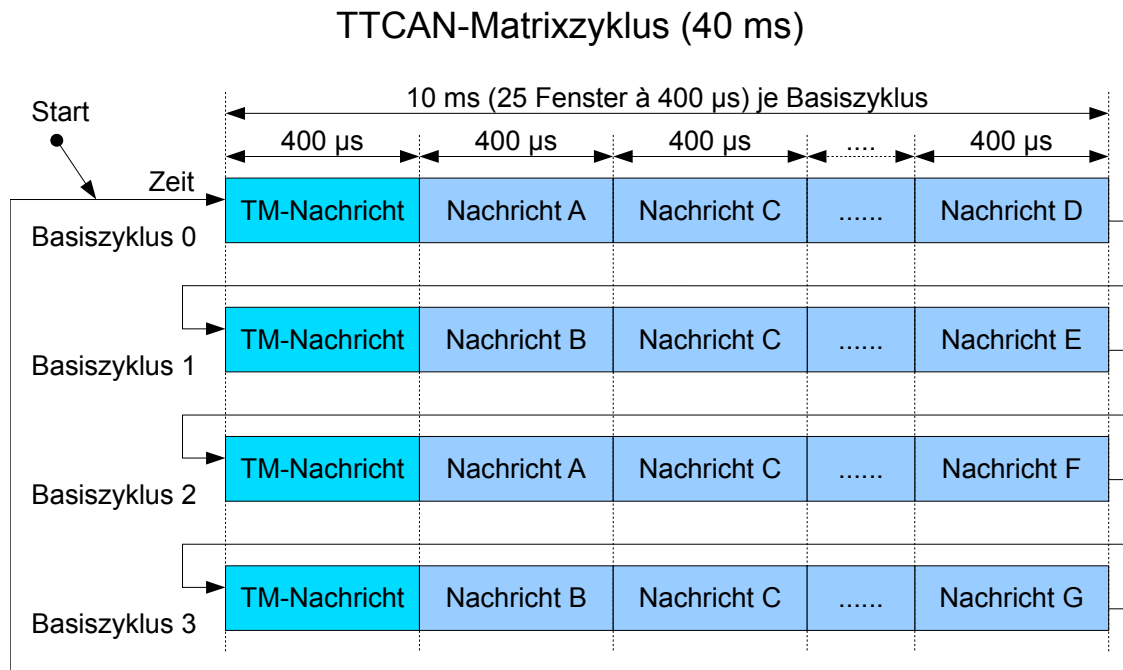 TTCAN-Matrixzyklus (40 ms)
10 ms (25 Fenster à 400 µs) je Basiszyklus
Start
400 µs 400 µs 400 µs .... 400 µs
Zeit
TM-Nachricht Nachricht A Nachricht C ...... Nachricht D
Basiszyklus 0
TM-Nachricht Nachricht B Nachricht C ...... Nachricht E
Basiszyklus 1
TM-Nachricht Nachricht A Nachricht C ...... Nachricht F
Basiszyklus 2
TM-Nachricht Nachricht B Nachricht C ...... Nachricht G
Basiszyklus 3